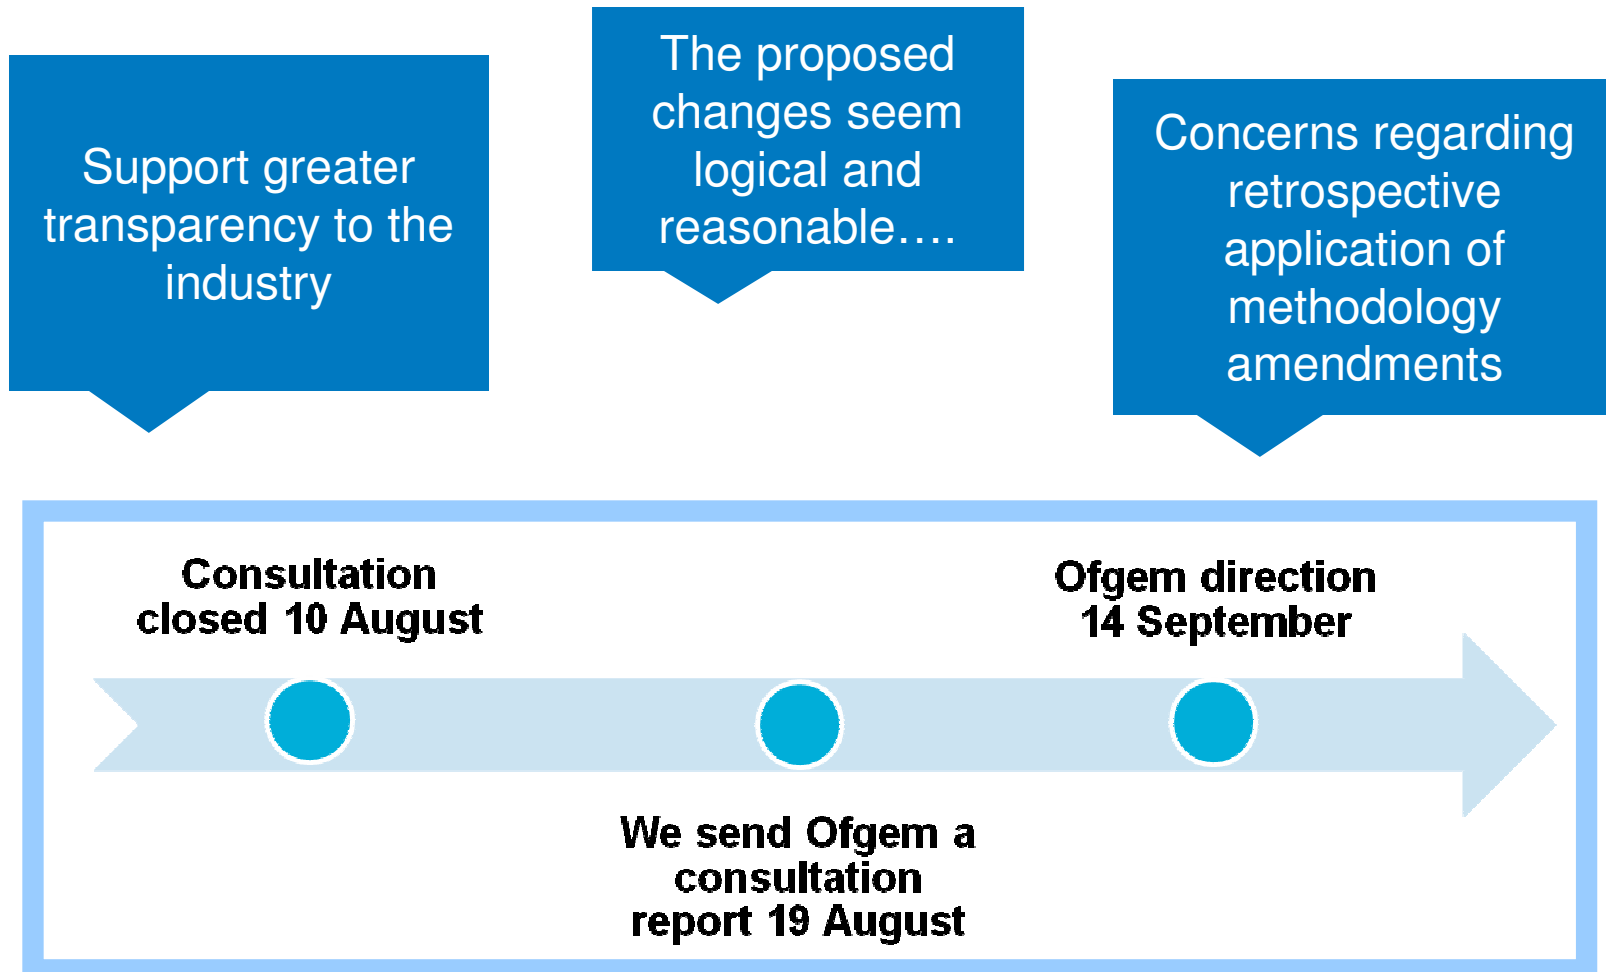 Support greater
transparency to the
industry
The proposed
changes seem
logical and
reasonable….
Concerns regarding
retrospective
application of
methodology
amendments
Consultation
closed 10 August
We send Ofgem a
consultation
report 19 August
Ofgem direction
14 September